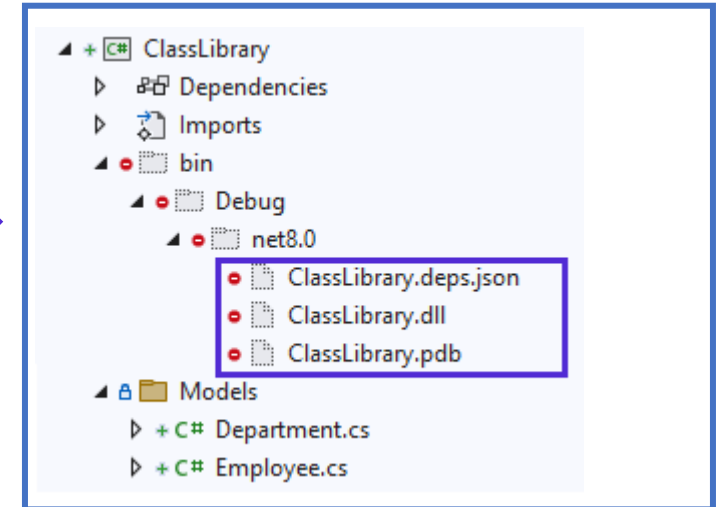 + C# ClassLibrary
Dependencies
Imports
bin
Debug
net8.0
ClassLibrary.deps.json
ClassLibrary.dll
ClassLibrary.pdb
Models
+ C# Department.cs
+ C# Employee.cs